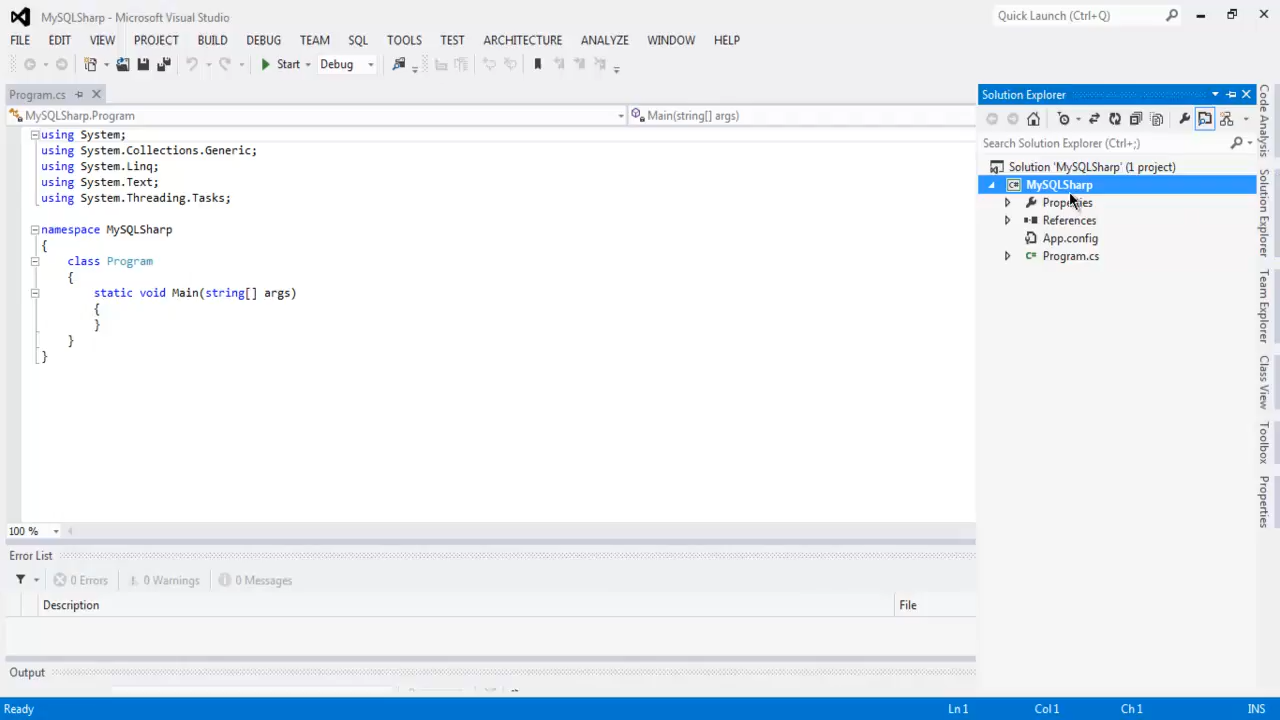 MySQLSharp - Microsoft Visual Studio
Quick Launch (Ctrl+Q)
FILE EDIT VIEW PROJECT BUILD DEBUG TEAM SQL TOOLS TEST ARCHITECTURE ANALYZE WINDOW HELP
Start Debug
Program.cs
MySQLSharp.Program
Main(string[] args)
using System;
using System.Collections.Generic;
using System.Linq;
using System.Text;
using System.Threading.Tasks;
namespace MySQLSharp
{
class Program
{
static void Main(string[] args)
{
}
}
}
100 %
Error List
0 Errors 0 Warnings 0 Messages
Description File
Output
Solution Explorer
Search Solution Explorer (Ctrl+;)
Solution 'MySQLSharp' (1 project)
C# MySQLSharp
Properties
References
App.config
C# Program.cs
Code Analysis
Solution Explorer
Team Explorer
Class View
Toolbox
Properties
Ready Ln 1 Col 1 Ch 1 INS